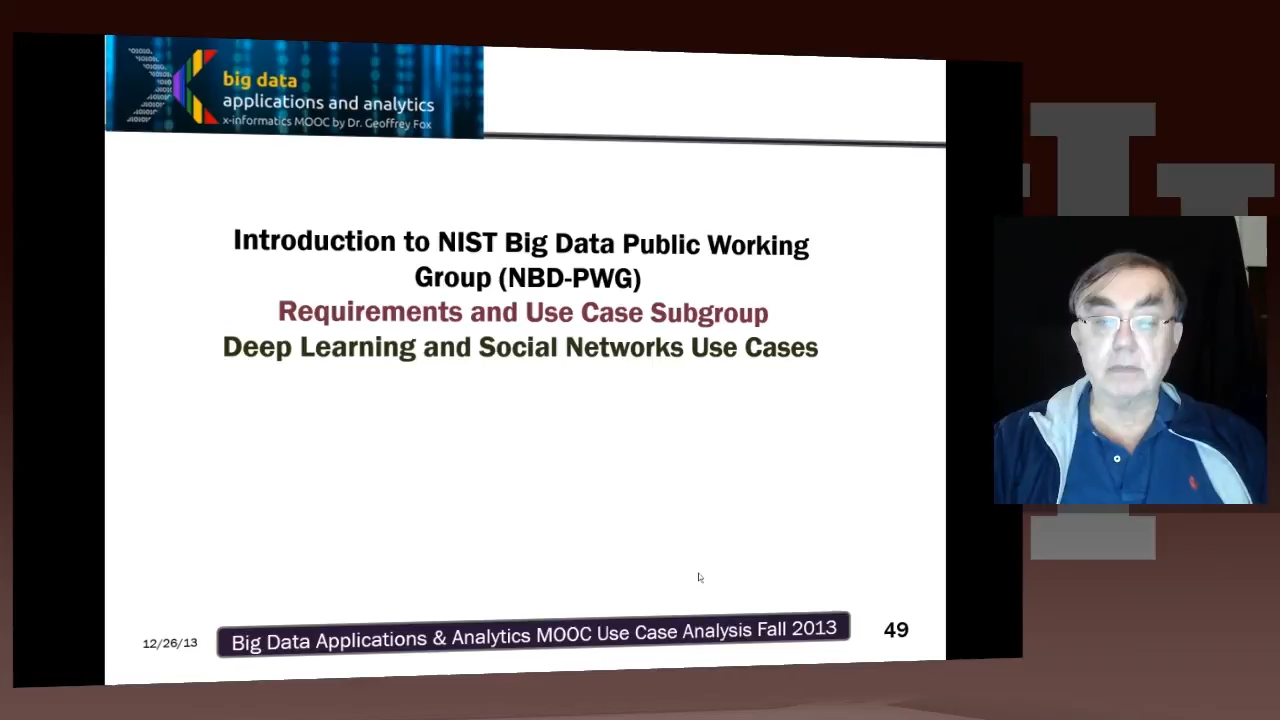 big data
applications and analytics
x-informatics MOOC by Dr. Geoffrey Fox
Introduction to NIST Big Data Public Working
Group (NBD-PWG)
Requirements and Use Case Subgroup
Deep Learning and Social Networks Use Cases
12/26/13
Big Data Applications & Analytics MOOC Use Case Analysis Fall 2013
49